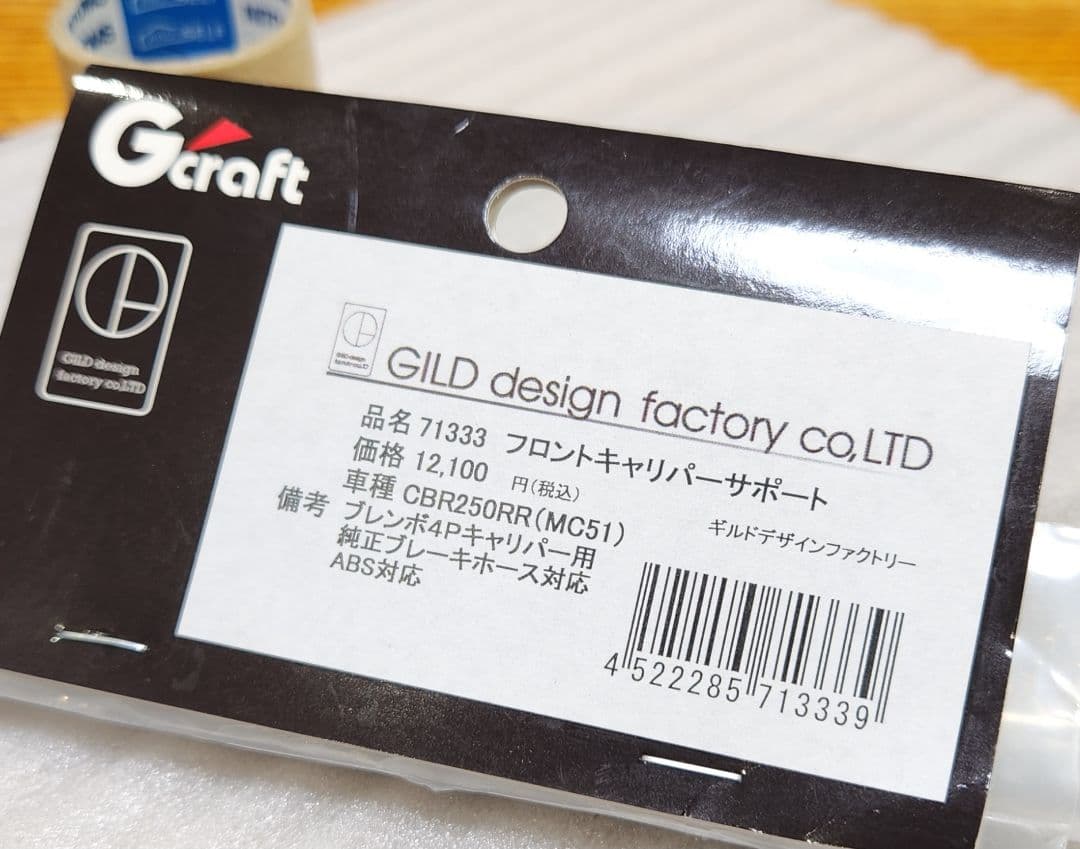 Gcraft
GILD design
factory co,LTD
GILD design factory co,LTD
品名 71333 フロントキャリパーサポート
価格 12,100 円(税込)
車種 CBR250RR(MC51)
ギルドデザインファクトリー
備考 ブレンボ4Pキャリパー用
純正ブレーキホース対応
ABS対応
4 522285 713339